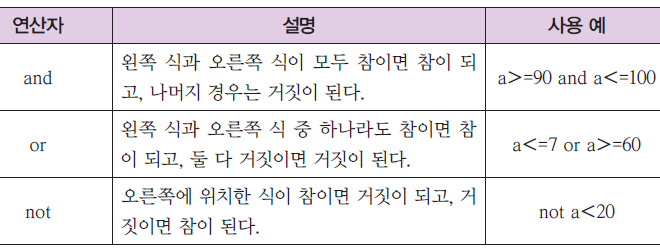 연산자 설명 사용 예
and 왼쪽 식과 오른쪽 식이 모두 참이면 참이 되
고, 나머지 경우는 거짓이 된다. a>=90 and a<=100
or 왼쪽 식과 오른쪽 식 중 하나라도 참이면 참
이 되고, 둘 다 거짓이면 거짓이 된다. a<=7 or a>=60
not 오른쪽에 위치한 식이 참이면 거짓이 되고, 거
짓이면 참이 된다. not a<20